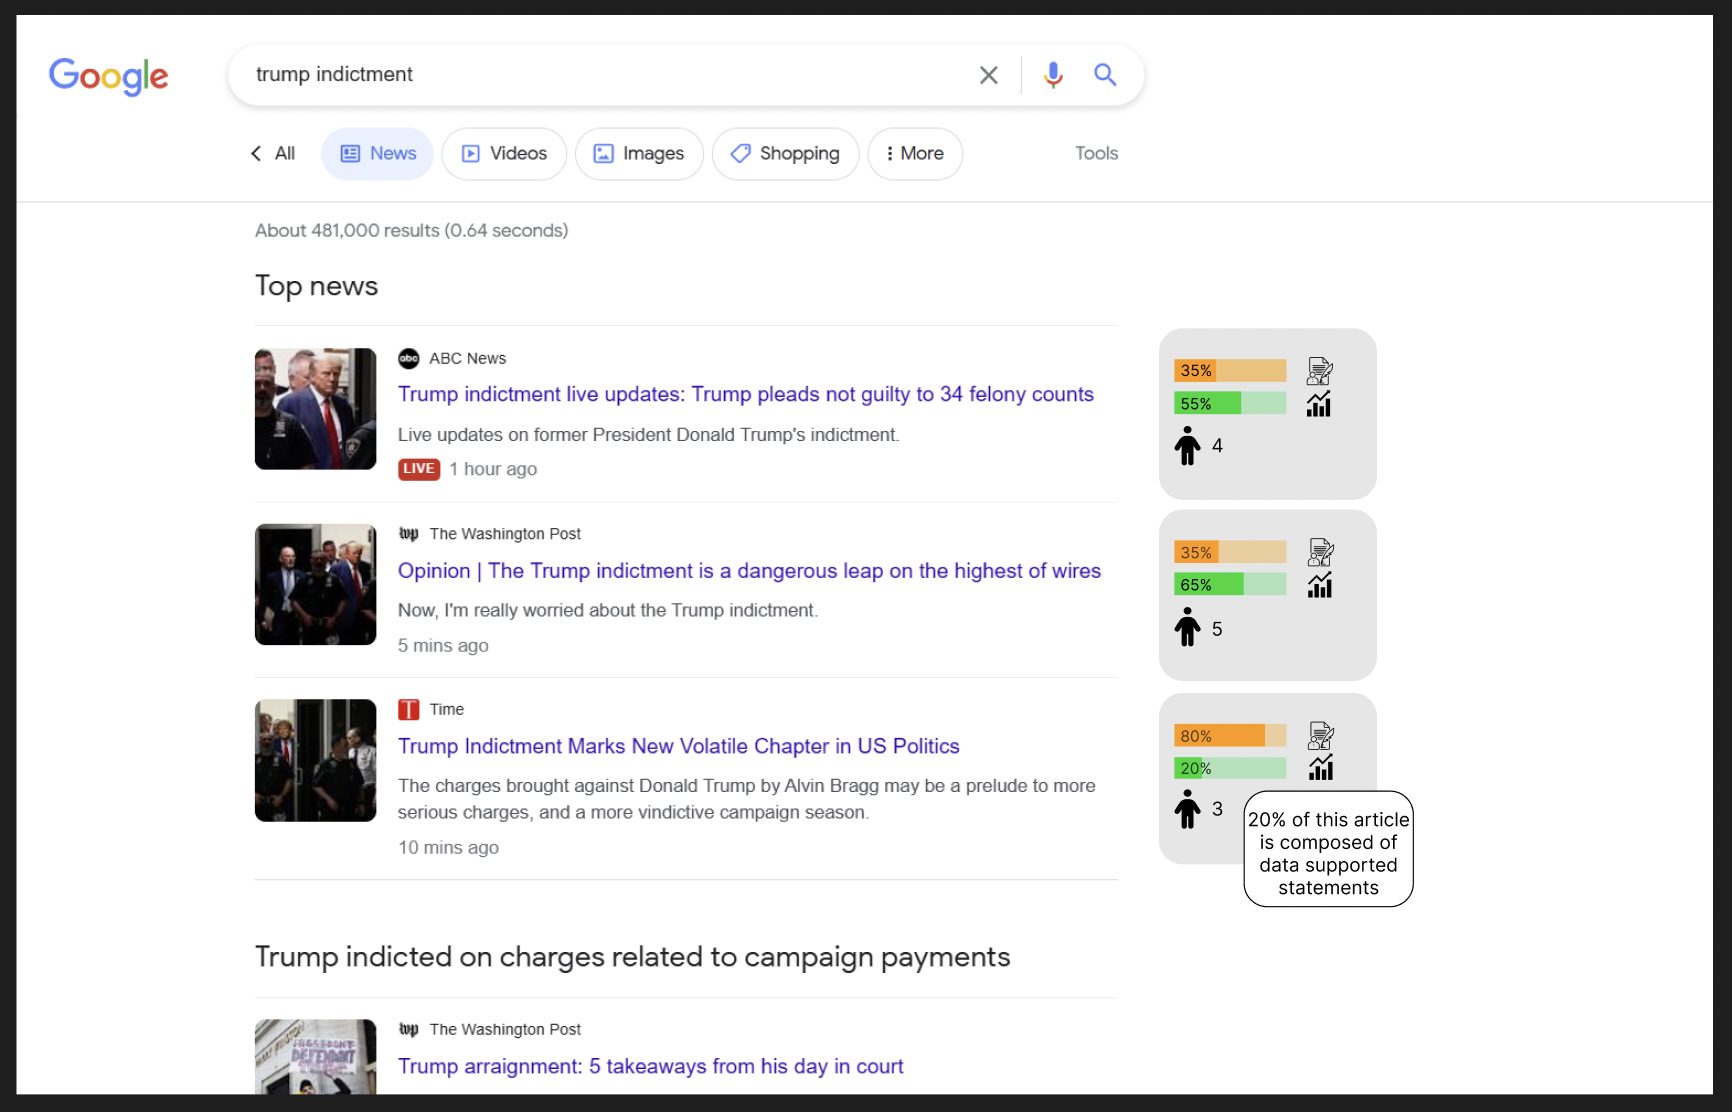 Google
trump indictment
All
News
Videos
Images
Shopping
More
Tools
About 481,000 results (0.64 seconds)
Top news
abc ABC News
Trump indictment live updates: Trump pleads not guilty to 34 felony counts
Live updates on former President Donald Trump's indictment.
LIVE 1 hour ago
35%
55%
4
wp The Washington Post
Opinion | The Trump indictment is a dangerous leap on the highest of wires
Now, I'm really worried about the Trump indictment.
5 mins ago
35%
65%
5
T Time
Trump Indictment Marks New Volatile Chapter in US Politics
The charges brought against Donald Trump by Alvin Bragg may be a prelude to more
serious charges, and a more vindictive campaign season.
10 mins ago
80%
20%
3
20% of this article
is composed of
data supported
statements
Trump indicted on charges related to campaign payments
wp The Washington Post
Trump arraignment: 5 takeaways from his day in court
DEFENDANT